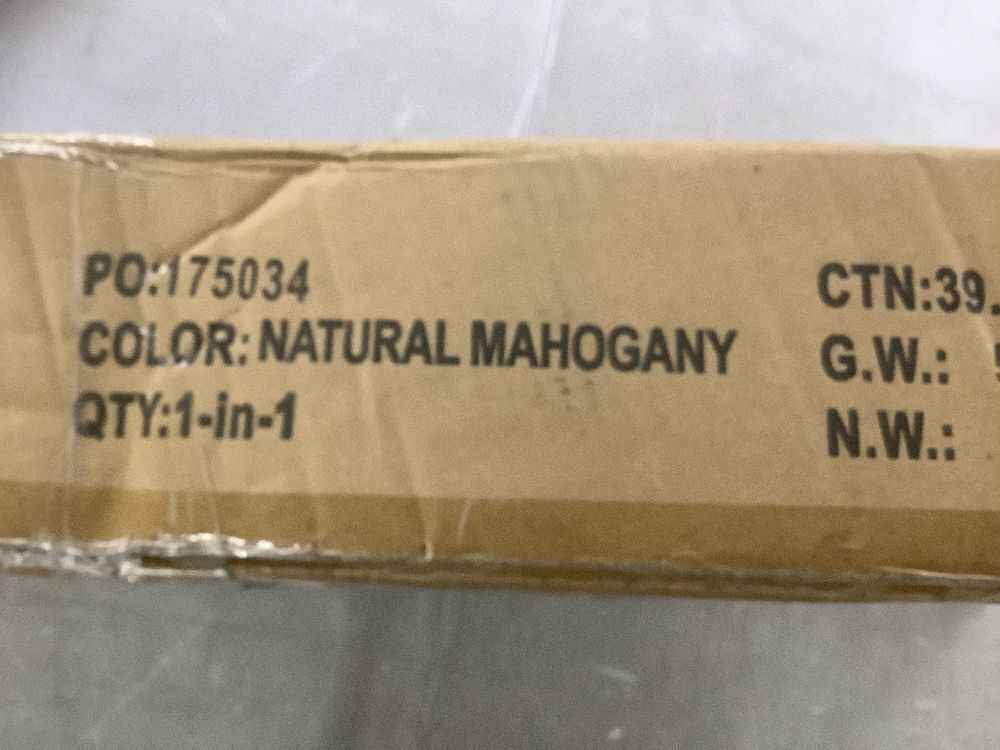 PO:175034
COLOR: NATURAL MAHOGANY
QTY:1-in-1
CTN:39.
G.W.:
N.W.: